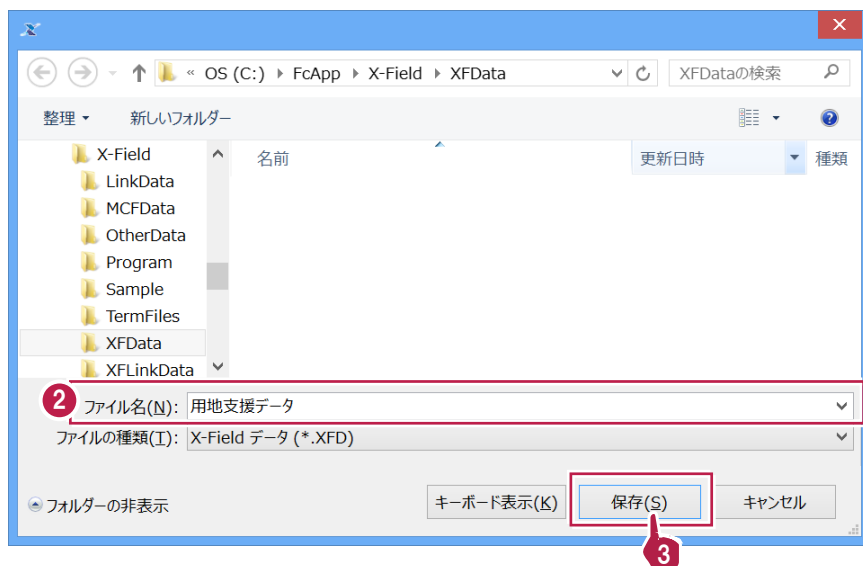 « OS (C:) ▸ FcApp ▸ X-Field ▸ XFData
XFDataの検索
整理
新しいフォルダー
X-Field
LinkData
MCFData
OtherData
Program
Sample
TermFiles
XFData
XFLinkData
名前
更新日時
種類
2
ファイル名(N): 用地支援データ
ファイルの種類(T): X-Field データ (*.XFD)
フォルダーの非表示
キーボード表示(K)
保存(S)
キャンセル
3